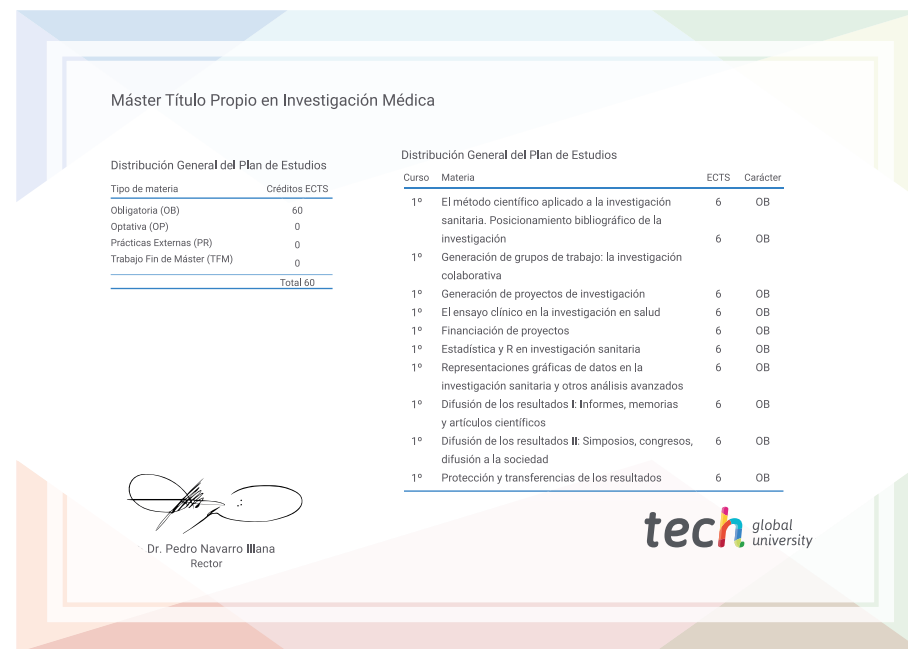 Máster Título Propio en Investigación Médica
Distribución General del Plan de Estudios
Tipo de materia Créditos ECTS
Obligatoria (OB) 60
Optativa (OP) 0
Prácticas Externas (PR) 0
Trabajo Fin de Máster (TFM) 0
Total 60
Distribución General del Plan de Estudios
Curso Materia ECTS Carácter
1º El método científico aplicado a la investigación 6 OB
sanitaria. Posicionamiento bibliográfico de la
investigación 6 OB
1º Generación de grupos de trabajo: la investigación
colaborativa
1º Generación de proyectos de investigación 6 OB
1º El ensayo clínico en la investigación en salud 6 OB
1º Financiación de proyectos 6 OB
1º Estadística y R en investigación sanitaria 6 OB
1º Representaciones gráficas de datos en la 6 OB
investigación sanitaria y otros análisis avanzados
1º Difusión de los resultados I: Informes, memorias 6 OB
y artículos científicos
1º Difusión de los resultados II: Simposios, congresos, 6 OB
difusión a la sociedad
1º Protección y transferencias de los resultados 6 OB
Dr. Pedro Navarro Illana
Rector
tech global
university